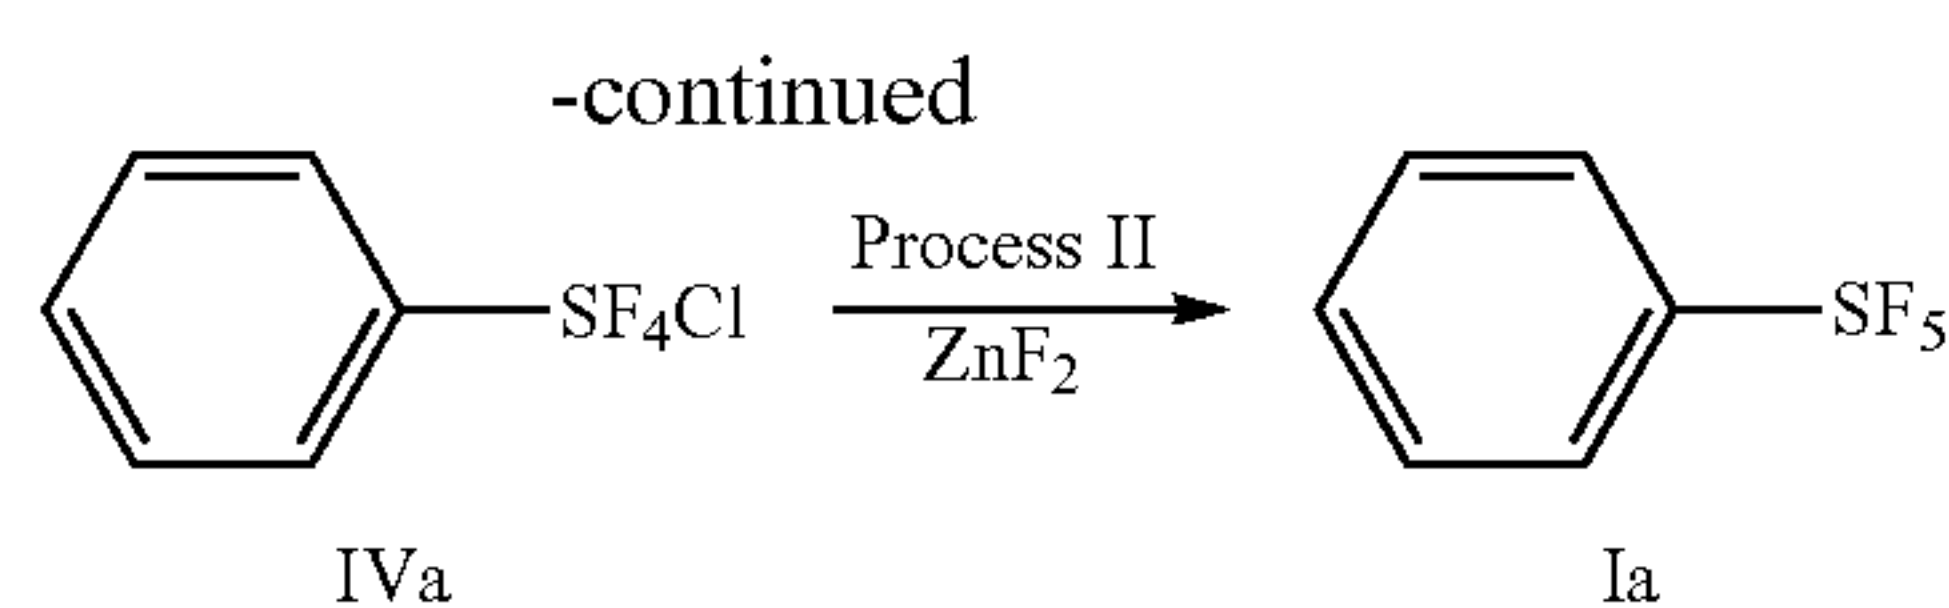 -continued
Process II
SF₄Cl
ZnF₂
SF₅
IVa
Ia